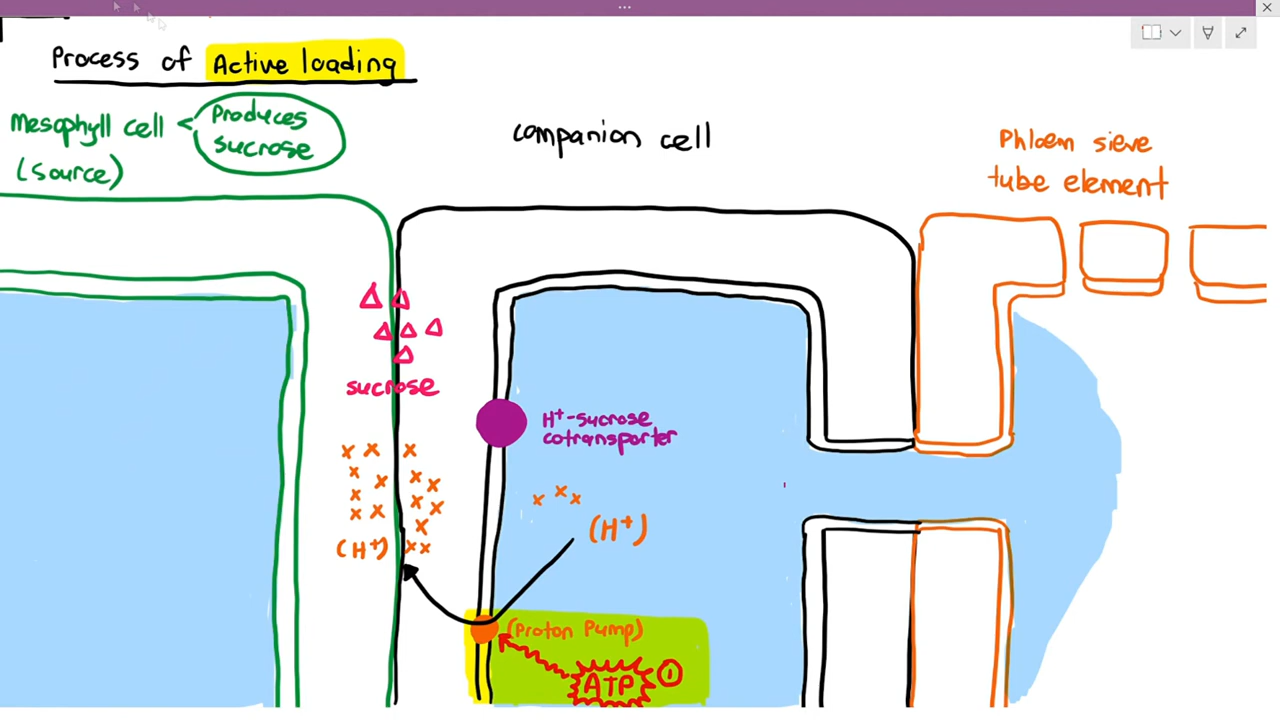 Process of Active loading
Mesophyll cell < Produces
sucrose
(source)
companion cell
Phloem sieve
tube element
sucrose
H⁺-sucrose
cotransporter
(H⁺)
(H⁺)
(Proton Pump)
ATP ①